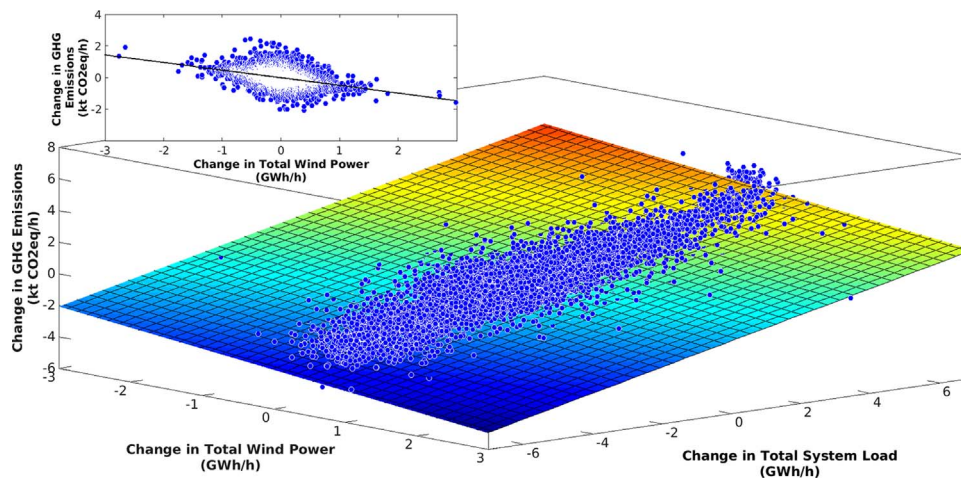 4
2
0
-2
-3
-2
-1
0
1
2
Change in GHG
Emissions
(kt CO2eq/h)
Change in Total Wind Power
(GWh/h)
8
6
4
2
0
-2
-4
-6
Change in GHG Emissions
(kt CO2eq/h)
-3
-2
-1
0
1
2
3
Change in Total Wind Power
(GWh/h)
-6
-4
-2
0
2
4
6
Change in Total System Load
(GWh/h)